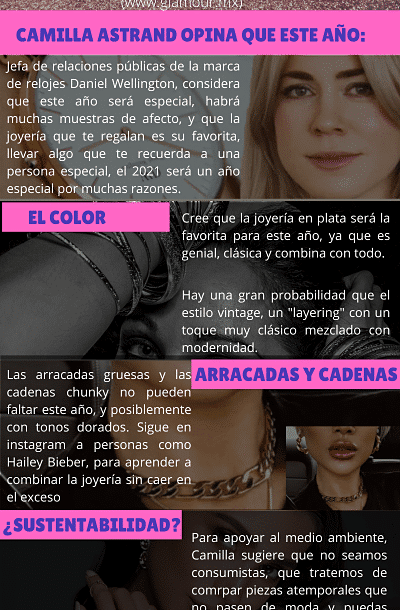 (www.glamour.mx)
CAMILLA ASTRAND OPINA QUE ESTE AÑO:
Jefa de relaciones públicas de la marca
de relojes Daniel Wellington, considera
que este año será especial, habrá
muchas muestras de afecto, y que la
joyería que te regalan es su favorita,
llevar algo que te recuerda a una
persona especial, el 2021 será un año
especial por muchas razones.
EL COLOR
Cree que la joyería en plata será la
favorita para este año, ya que es
genial, clásica y combina con todo.
Hay una gran probabilidad que el
estilo vintage, un "layering" con un
toque muy clásico mezclado con
modernidad.
ARRACADAS Y CADENAS
Las arracadas gruesas y las
cadenas chunky no pueden
faltar este año, y posiblemente
con tonos dorados. Sigue en
instagram a personas como
Hailey Bieber, para aprender a
combinar la joyería sin caer en
el exceso
¿SUSTENTABILIDAD?
Para apoyar al medio ambiente,
Camilla sugiere que no seamos
consumistas, que tratemos de
comrpar piezas atemporales que
no pasen de moda y puedas